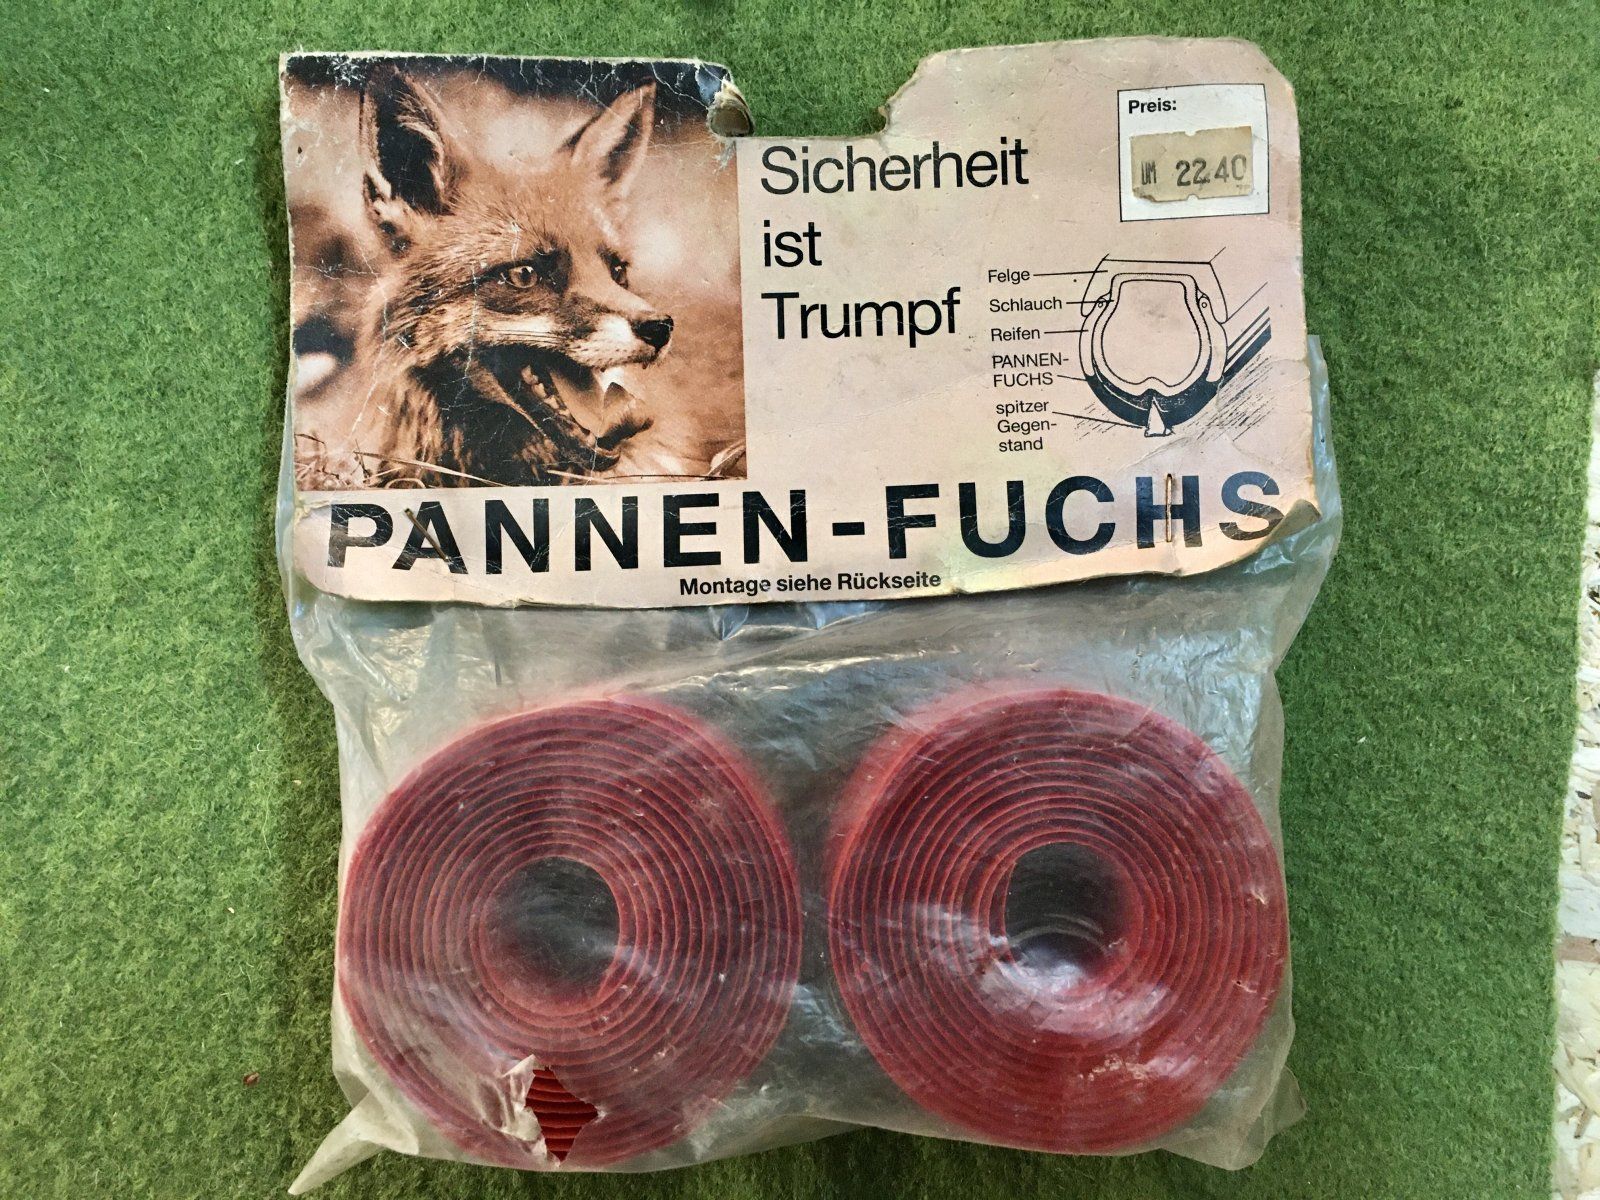 Sicherheit
ist
Trumpf
Preis:
DM 22.40
Felge
Schlauch
Reifen
PANNEN-
FUCHS
spitzer
Gegen-
stand
PANNEN-FUCHS
Montage siehe Rückseite